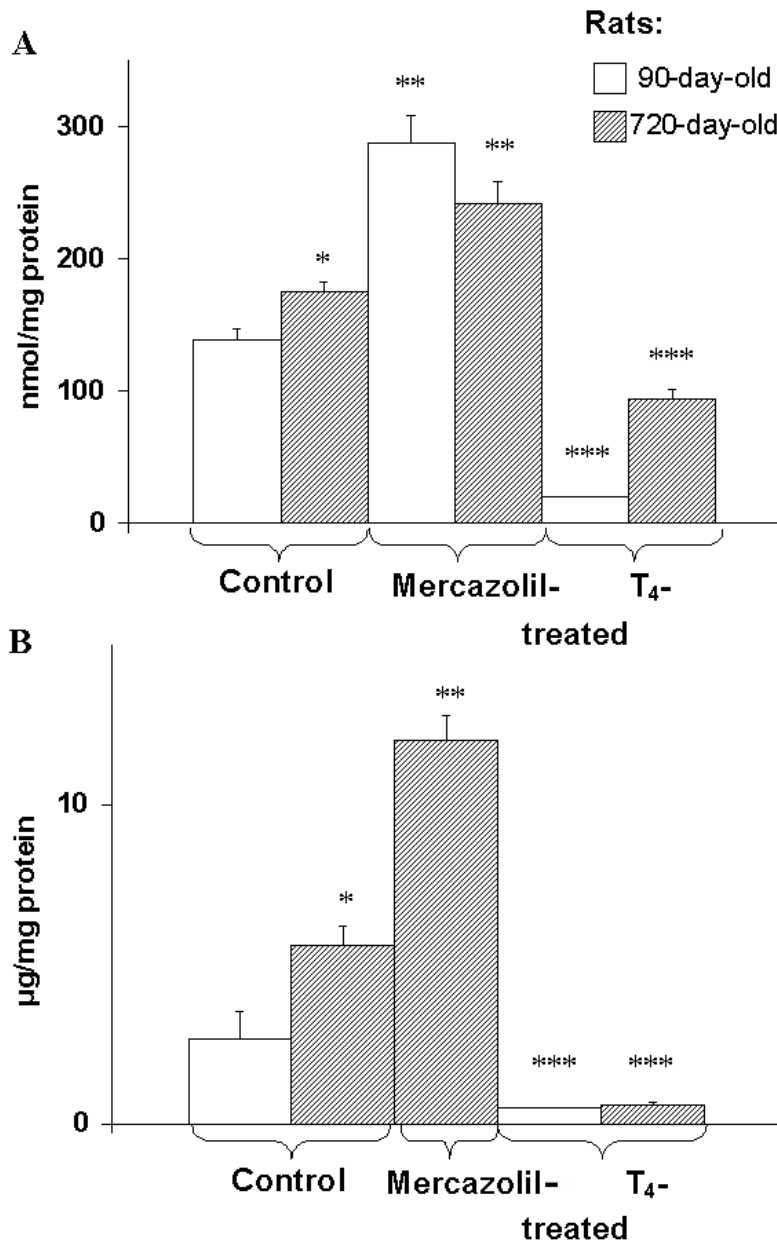 Rats:
A
90-day-old
720-day-old
**
**
*
***
***
300
200
100
0
nmol/mg protein
Control
Mercazolil-
T₄-
treated
B
**
*
***
***
10
0
µg/mg protein
Control
Mercazolil-
T₄-
treated